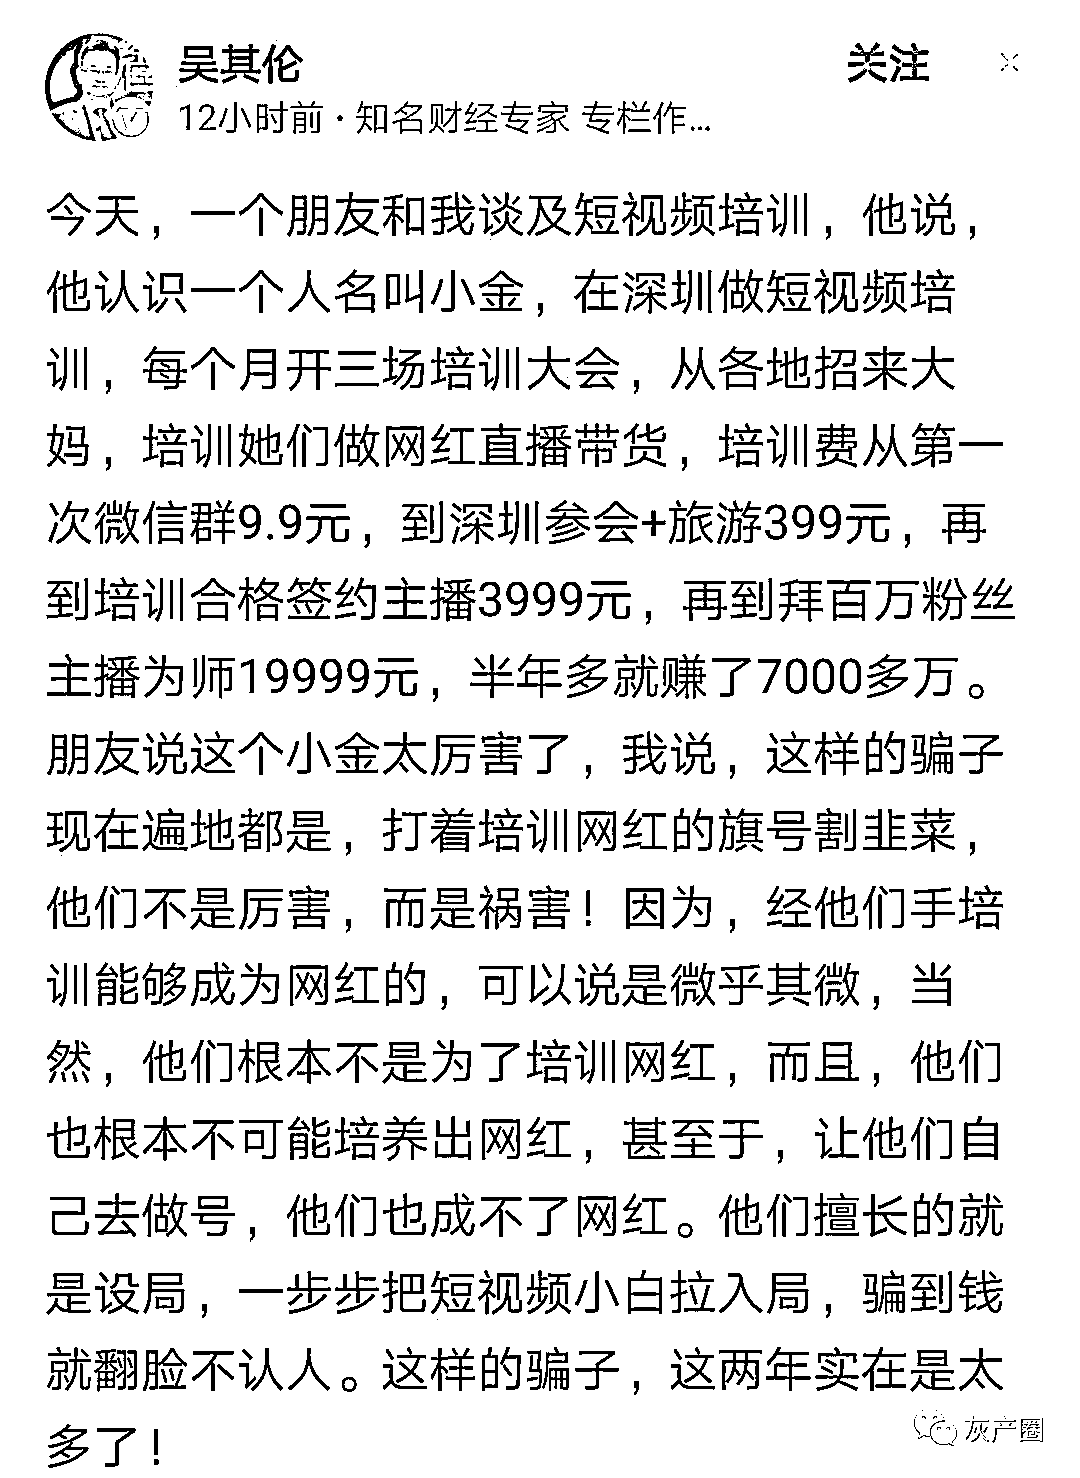 吴其伦
关注
12小时前·知名财经专家 专栏作...
今天，一个朋友和我谈及短视频培训，他说，
他认识一个人名叫小金，在深圳做短视频培
训，每个月开三场培训大会，从各地招来大
妈，培训她们做网红直播带货，培训费从第一
次微信群9.9元，到深圳参会+旅游399元，再
到培训合格签约主播3999元，再到拜百万粉丝
主播为师19999元，半年多就赚了7000多万。
朋友说这个小金太厉害了，我说，这样的骗子
现在遍地都是，打着培训网红的旗号割韭菜，
他们不是厉害，而是祸害！因为，经他们手培
训能够成为网红的，可以说是微乎其微，当
然，他们根本不是为了培训网红，而且，他们
也根本不可能培养出网红，甚至于，让他们自
己去做号，他们也成不了网红。他们擅长的就
是设局，一步步把短视频小白拉入局，骗到钱
就翻脸不认人。这样的骗子，这两年实在是太
多了！
灰产圈